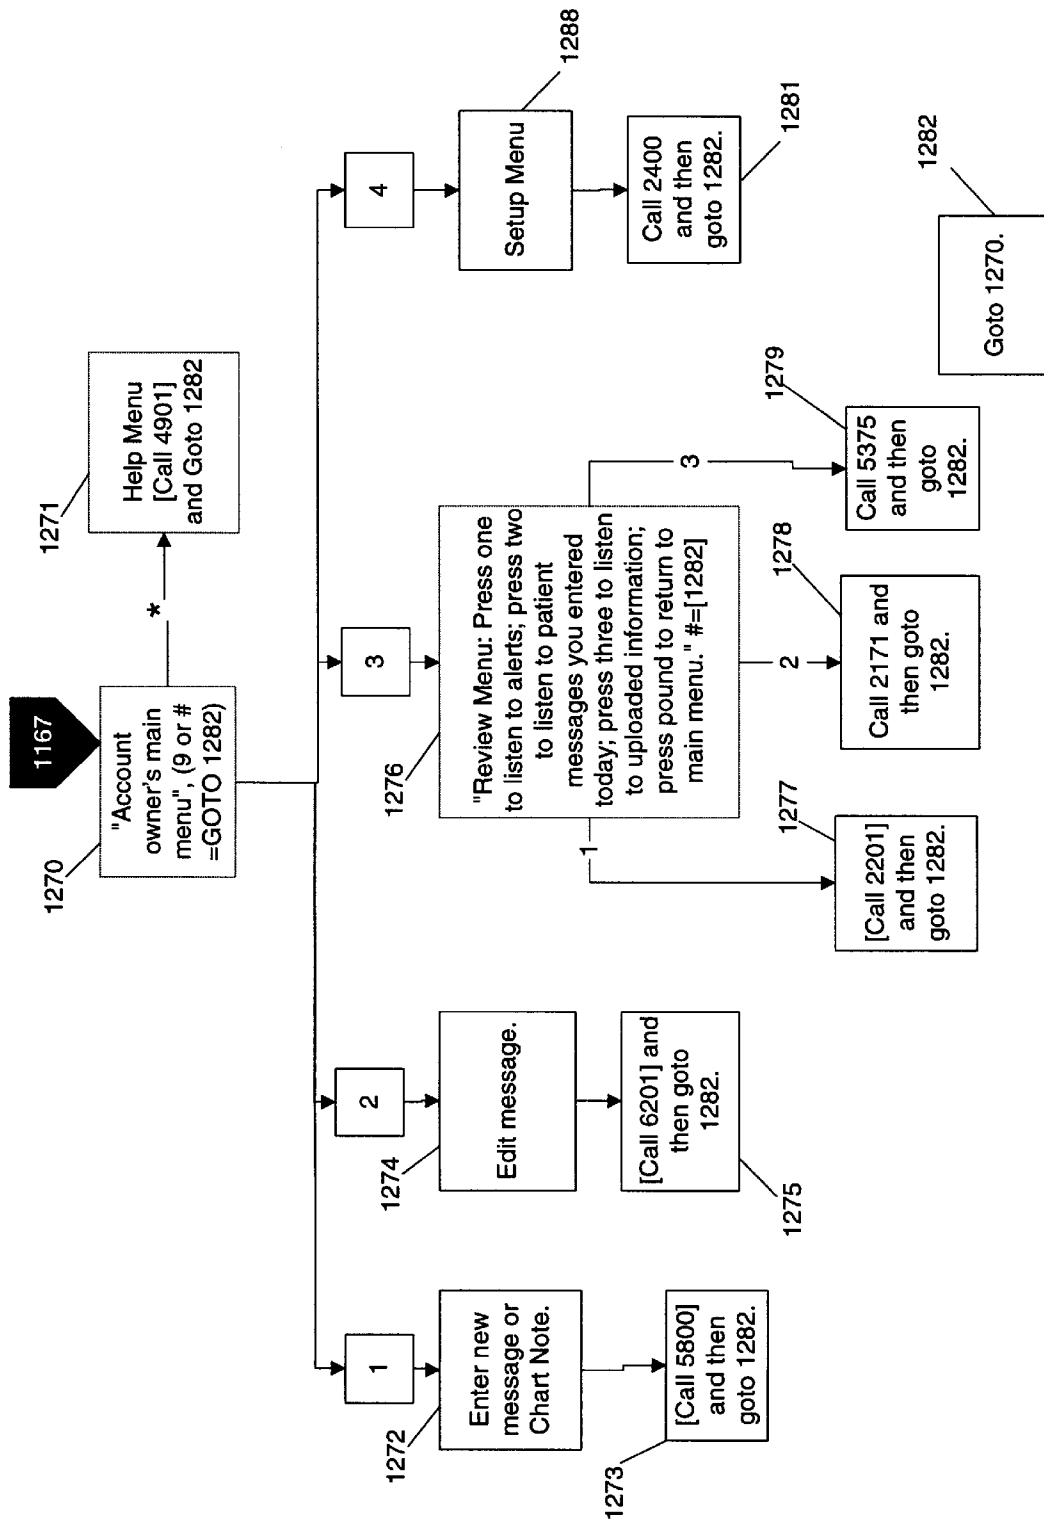 1167
"Account
owner's main
menu", (9 or #
=GOTO 1282)
1270
*
Help Menu
[Call 4901]
and Goto 1282
1271
1
Enter new
message or
Chart Note.
1272
[Call 5800]
and then
goto 1282.
1273
2
Edit message.
1274
[Call 6201] and
then goto
1282.
1275
3
"Review Menu: Press one
to listen to alerts; press two
to listen to patient
messages you entered
today; press three to listen
to uploaded information;
press pound to return to
main menu." #=[1282]
1276
1
[Call 2201]
and then
goto 1282.
1277
2
Call 2171 and
then goto
1282.
1278
3
Call 5375
and then
goto
1282.
1279
4
Setup Menu
1288
Call 2400
and then
goto 1282.
1281
Goto 1270.
1282